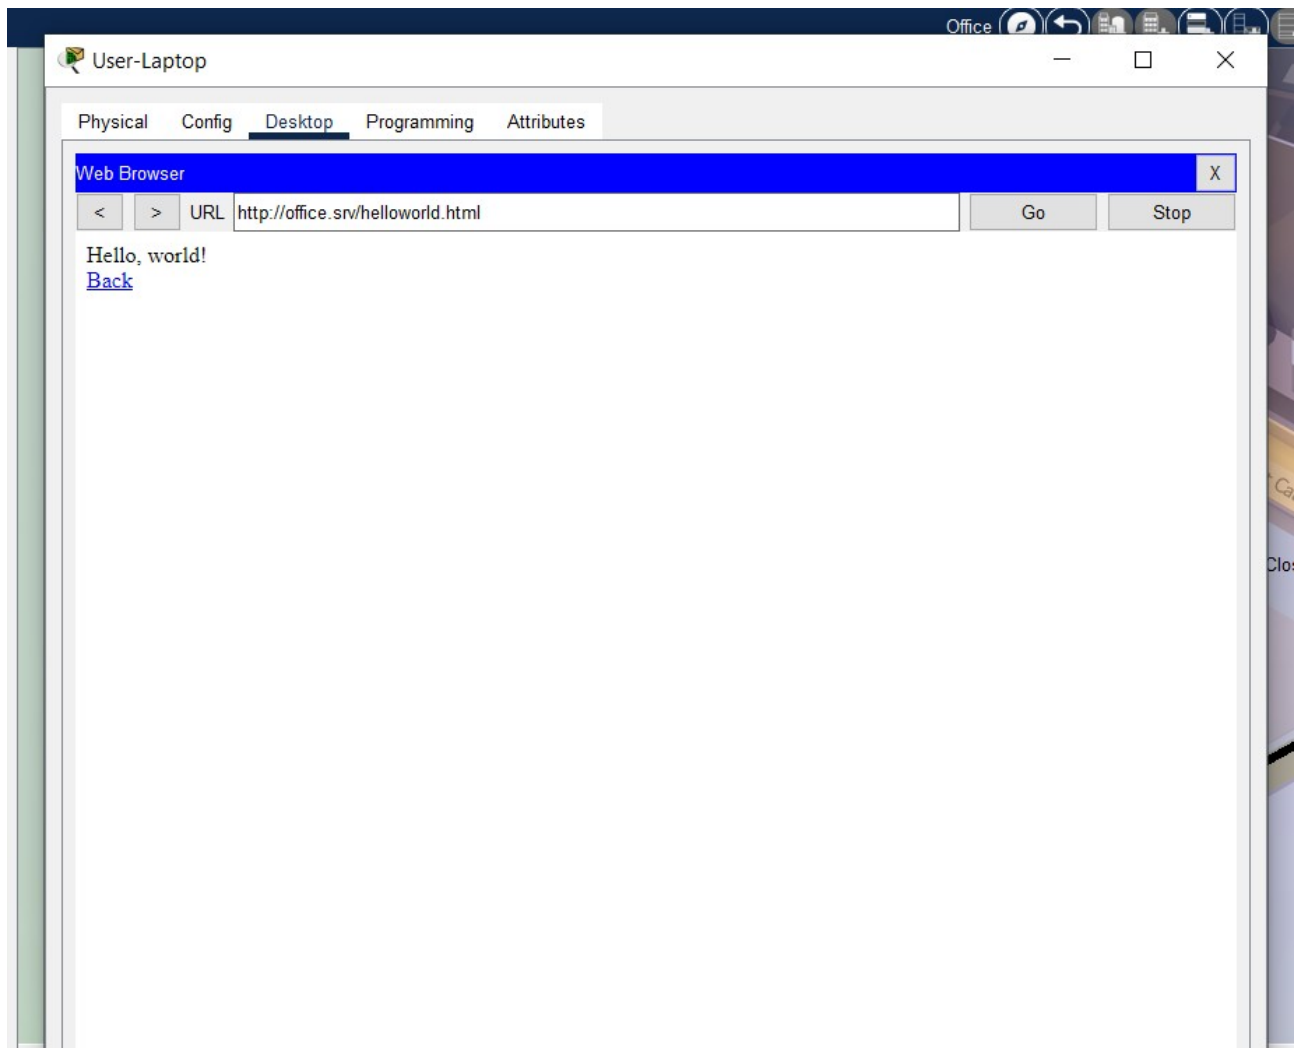 Office
User-Laptop
Physical Config Desktop Programming Attributes
Web Browser X
< > URL http://office.srv/helloworld.html Go Stop
Hello, world!
Back